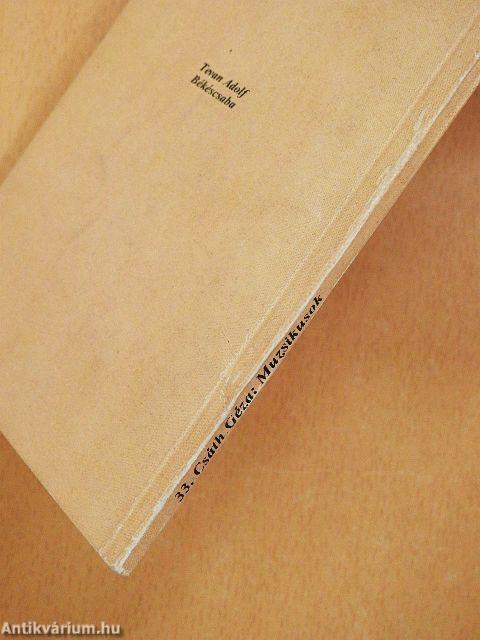 Tevan Adolf
Békéscsaba
33. Csáth Géza: Muzsikusok
Antikvárium.hu